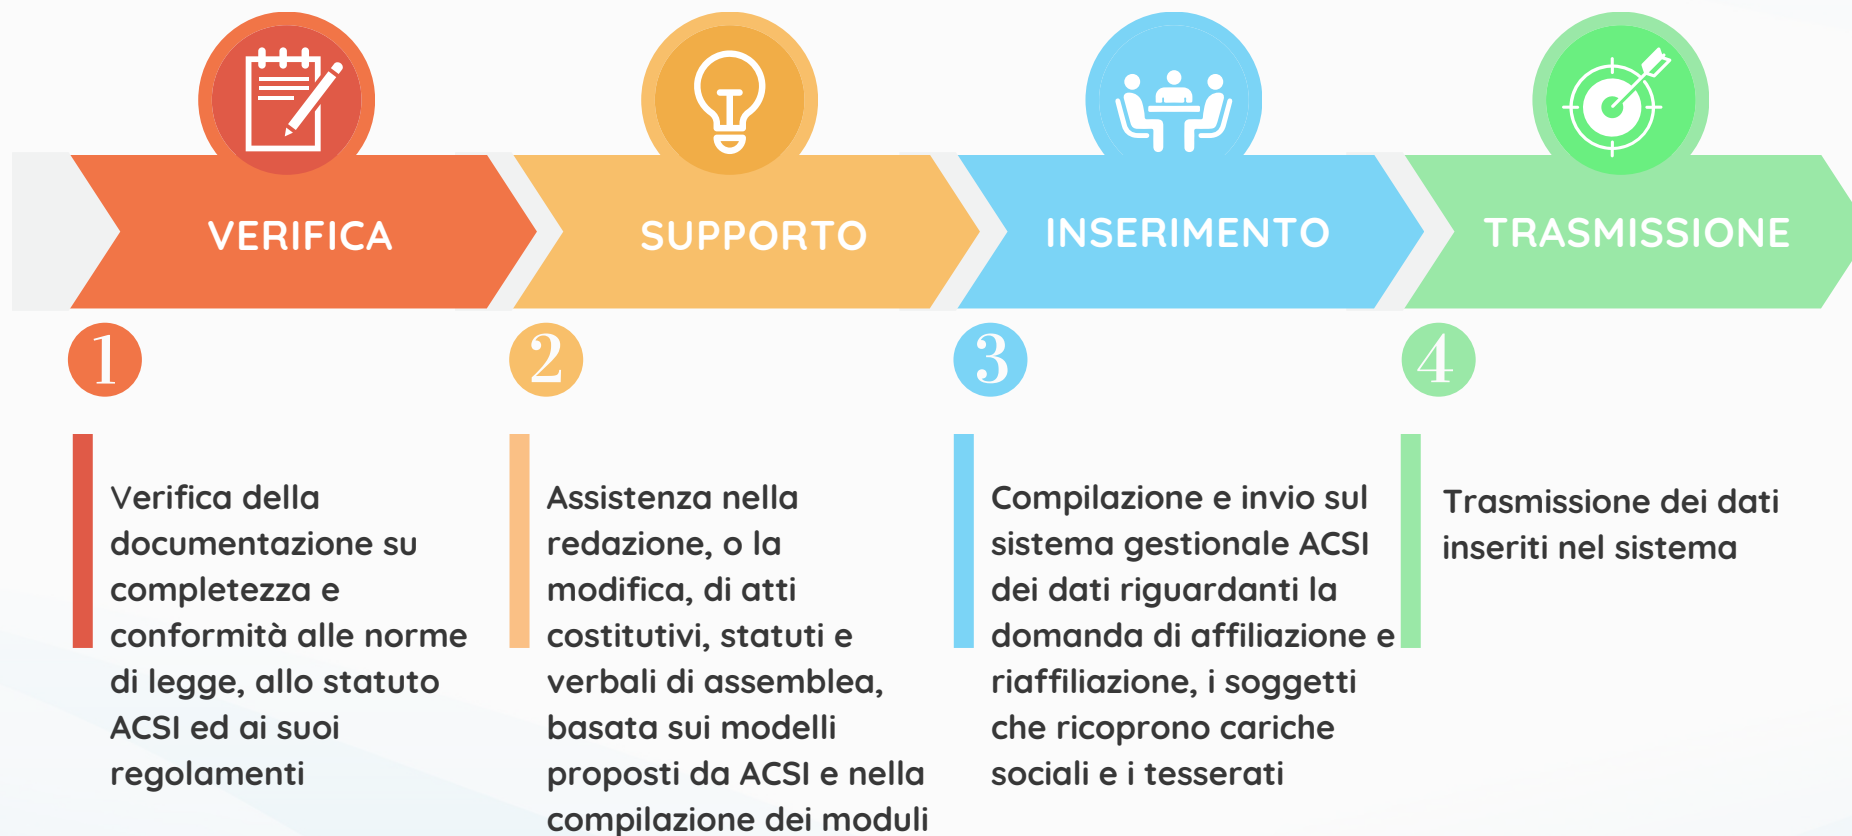 VERIFICA
SUPPORTO
INSERIMENTO
TRASMISSIONE
1
2
3
4
Verifica della
documentazione su
completezza e
conformità alle norme
di legge, allo statuto
ACSI ed ai suoi
regolamenti
Assistenza nella
redazione, o la
modifica, di atti
costitutivi, statuti e
verbali di assemblea,
basata sui modelli
proposti da ACSI e nella
compilazione dei moduli
Compilazione e invio sul
sistema gestionale ACSI
dei dati riguardanti la
domanda di affiliazione e
riaffiliazione, i soggetti
che ricoprono cariche
sociali e i tesserati
Trasmissione dei dati
inseriti nel sistema